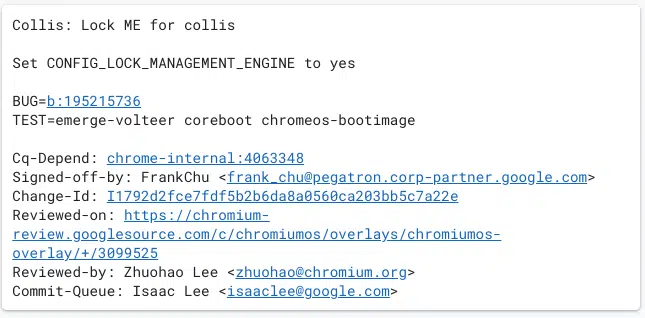 Collis: Lock ME for collis
Set CONFIG_LOCK_MANAGEMENT_ENGINE to yes
BUG=b:195215736
TEST=emerge-volteer coreboot chromeos-bootimage
Cq-Depend: chrome-internal:4063348
Signed-off-by: FrankChu <frank_chu@pegatron.corp-partner.google.com>
Change-Id: I1792d2fce7fdf5b2b6da8a0560ca203bb5c7a22e
Reviewed-on: https://chromium-
review.googlesource.com/c/chromiumos/overlays/chromiumos-
overlay/+/3099525
Reviewed-by: Zhuohao Lee <zhuohao@chromium.org>
Commit-Queue: Isaac Lee <isaaclee@google.com>